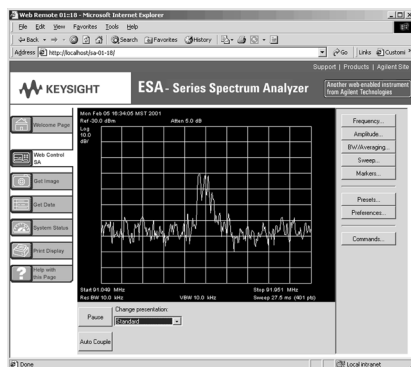 Web Remote 01:18 - Microsoft Internet Explorer
File Edit View Favorites Tools Help
Back
Search Favorites History
Address http://localhost/sa-01-18/
Go Links Customi
Support | Products | Agilent Site
KEYSIGHT
ESA - Series Spectrum Analyzer
Another web-enabled instrument
from Agilent Technologies
Welcome Page
Web Control
SA
Get Image
Get Data
System Status
Print Display
Help with
this Page
Mon Feb 05 16:34:05 MST 2001
Ref -30.0 dBm Atten 5.0 dB
Log
10.0
dB/
Start 91.049 MHz Stop 91.951 MHz
Res BW 10.0 kHz VBW 10.0 kHz Sweep 27.5 ms (401 pts)
Frequency...
Amplitude...
BW/Averaging...
Sweep...
Markers...
Presets...
Preferences...
Commands...
Pause
Change presentation:
Standard
Auto Couple
Done
Local intranet